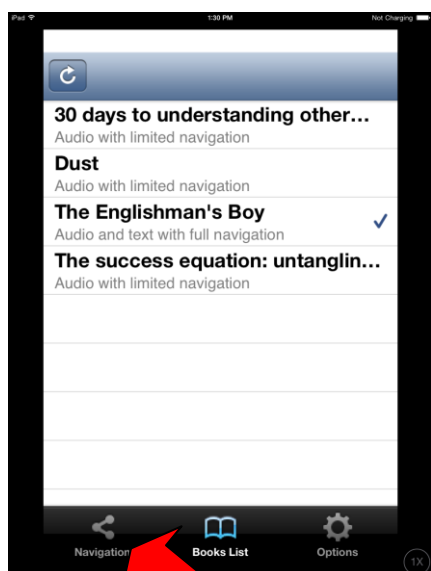 iPad 1:30 PM Not Charging
30 days to understanding other...
Audio with limited navigation
Dust
Audio with limited navigation
The Englishman's Boy
Audio and text with full navigation
The success equation: untanglin...
Audio with limited navigation
Navigation Books List Options
1X